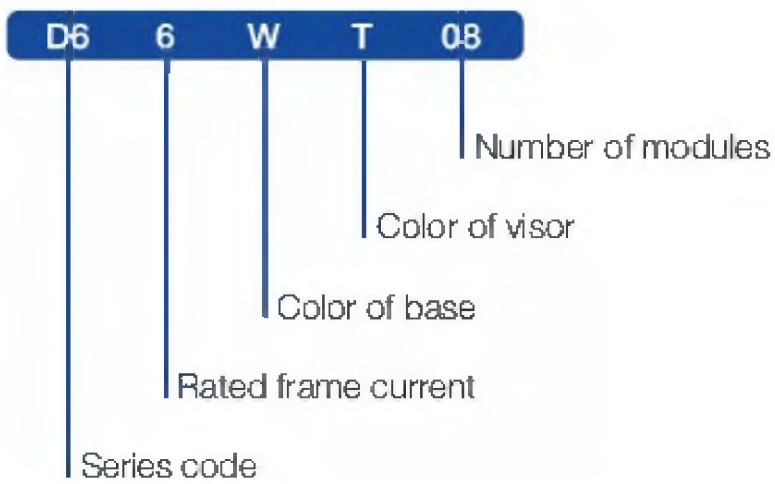 D6 6 W T 08
Number of modules
Color of visor
Color of base
Rated frame current
Series code